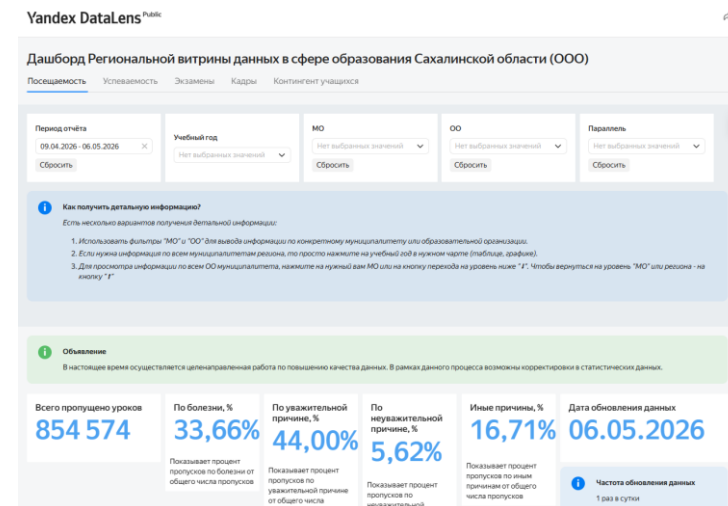 Yandex DataLens Public
Дашборд Региональной витрины данных в сфере образования Сахалинской области (ООО)
Посещаемость Успеваемость Экзамены Кадры Контингент учащихся
Период отчёта
09.04.2026 - 06.05.2026
Сбросить
Учебный год
Нет выбранных значений
МО
Нет выбранных значений
Сбросить
ОО
Нет выбранных значений
Сбросить
Параллель
Нет выбранных значений
Сбросить
Как получить детальную информацию?
Есть несколько вариантов получения детальной информации:
1. Использовать фильтры "МО" и "ОО" для вывода информации по конкретному муниципалитету или образовательной организации.
2. Если нужна информация по всем муниципалитетам региона, то просто нажмите на учебный год в нужном чарте (таблице, графике).
3. Для просмотра информации по всем ОО муниципалитета, нажмите на нужный вам МО или на кнопку перехода на уровень ниже "⬇". Чтобы вернуться на уровень "МО" или региона - на
кнопку "⬆"
Объявление
В настоящее время осуществляется целенаправленная работа по повышению качества данных. В рамках данного процесса возможны корректировки в статистических данных.
Всего пропущено уроков
854 574
По болезни, %
33,66%
Показывает процент
пропусков по болезни от
общего числа пропусков
По уважительной
причине, %
44,00%
Показывает процент
пропусков по
уважительной причине
от общего числа
По
неуважительной
причине, %
5,62%
Показывает процент
пропусков по
неуважительной
Иные причины, %
16,71%
Показывает процент
пропусков по иным
причинам от общего
числа пропусков
Дата обновления данных
06.05.2026
Частота обновления данных
1 раз в сутки